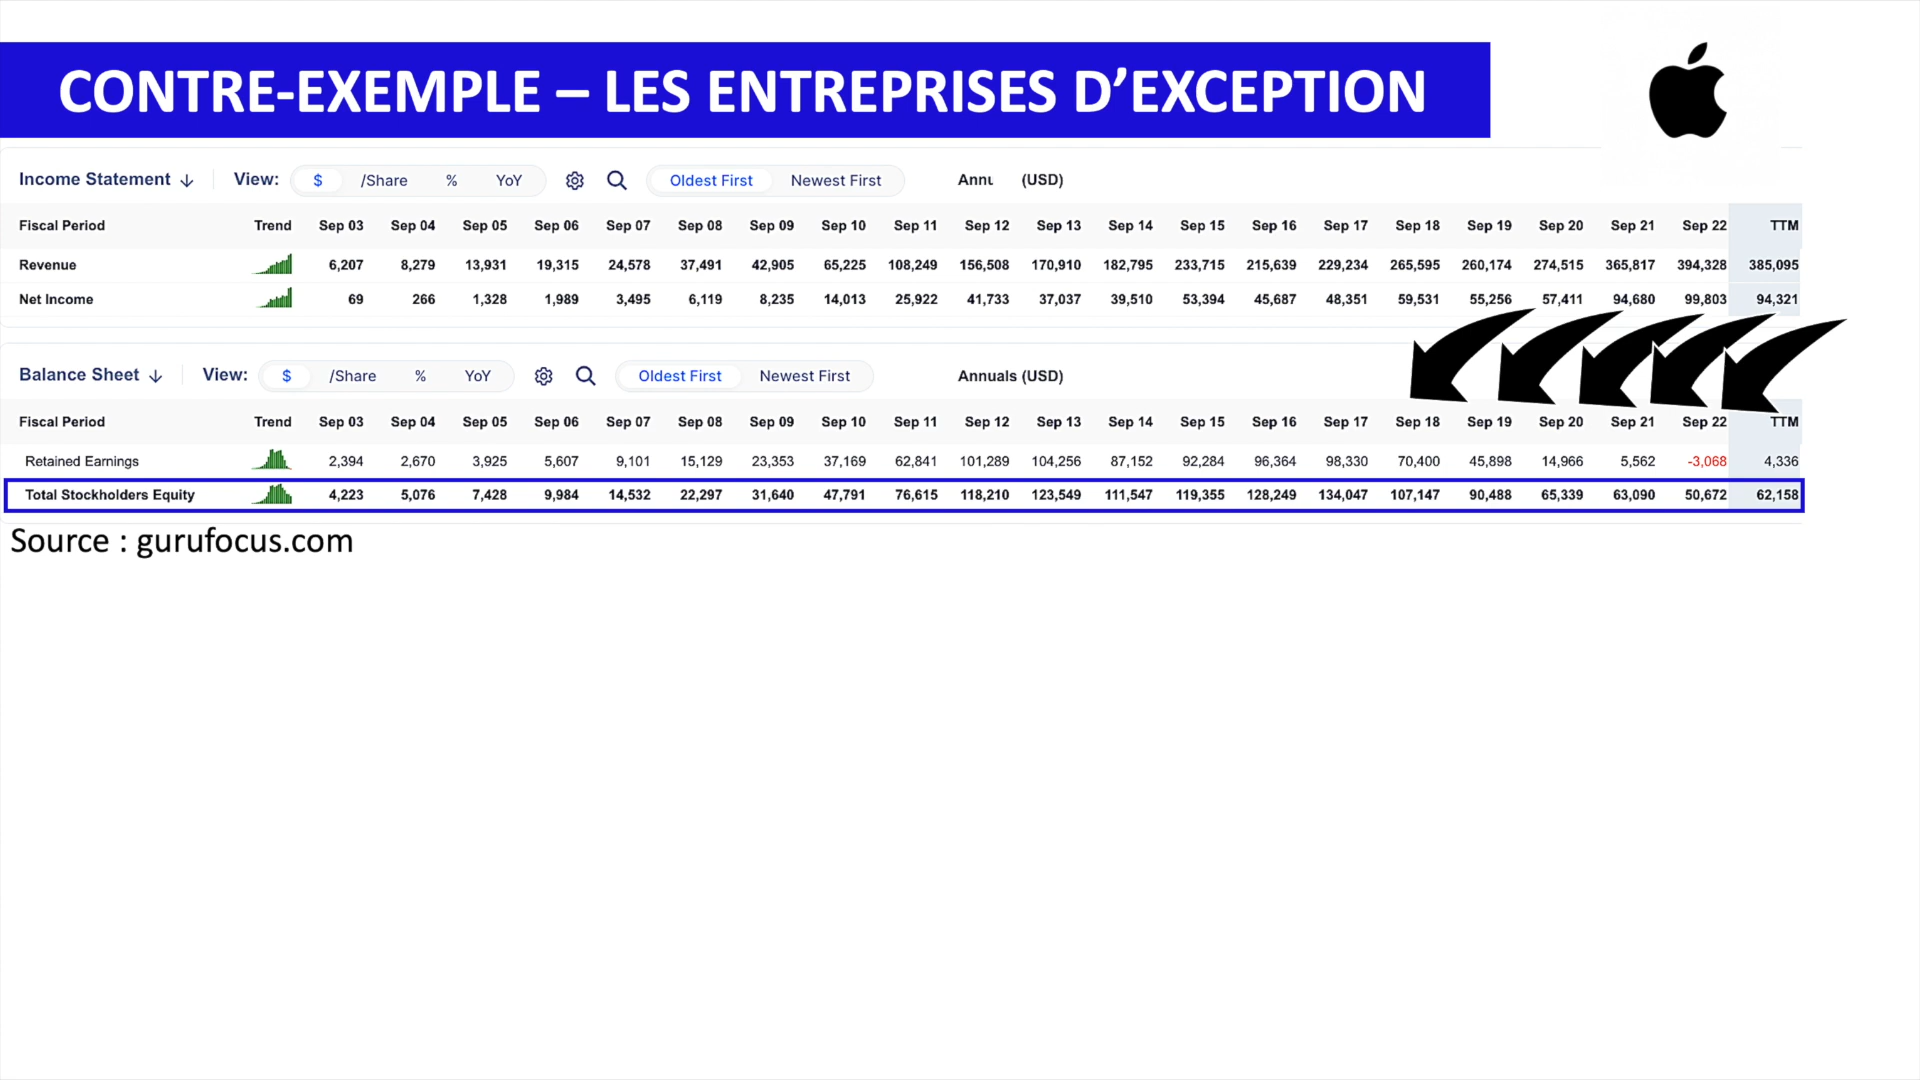 CONTRE-EXEMPLE – LES ENTREPRISES D’EXCEPTION
Income Statement ↓ View: $ /Share % YoY Oldest First Newest First Annu (USD)
Fiscal Period Trend Sep 03 Sep 04 Sep 05 Sep 06 Sep 07 Sep 08 Sep 09 Sep 10 Sep 11 Sep 12 Sep 13 Sep 14 Sep 15 Sep 16 Sep 17 Sep 18 Sep 19 Sep 20 Sep 21 Sep 22 TTM
Revenue 6,207 8,279 13,931 19,315 24,578 37,491 42,905 65,225 108,249 156,508 170,910 182,795 233,715 215,639 229,234 265,595 260,174 274,515 365,817 394,328 385,095
Net Income 69 266 1,328 1,989 3,495 6,119 8,235 14,013 25,922 41,733 37,037 39,510 53,394 45,687 48,351 59,531 55,256 57,411 94,680 99,803 94,321
Balance Sheet ↓ View: $ /Share % YoY Oldest First Newest First Annuals (USD)
Fiscal Period Trend Sep 03 Sep 04 Sep 05 Sep 06 Sep 07 Sep 08 Sep 09 Sep 10 Sep 11 Sep 12 Sep 13 Sep 14 Sep 15 Sep 16 Sep 17 Sep 18 Sep 19 Sep 20 Sep 21 Sep 22 TTM
Retained Earnings 2,394 2,670 3,925 5,607 9,101 15,129 23,353 37,169 62,841 101,289 104,256 87,152 92,284 96,364 98,330 70,400 45,898 14,966 5,562 -3,068 4,336
Total Stockholders Equity 4,223 5,076 7,428 9,984 14,532 22,297 31,640 47,791 76,615 118,210 123,549 111,547 119,355 128,249 134,047 107,147 90,488 65,339 63,090 50,672 62,158
Source : gurufocus.com